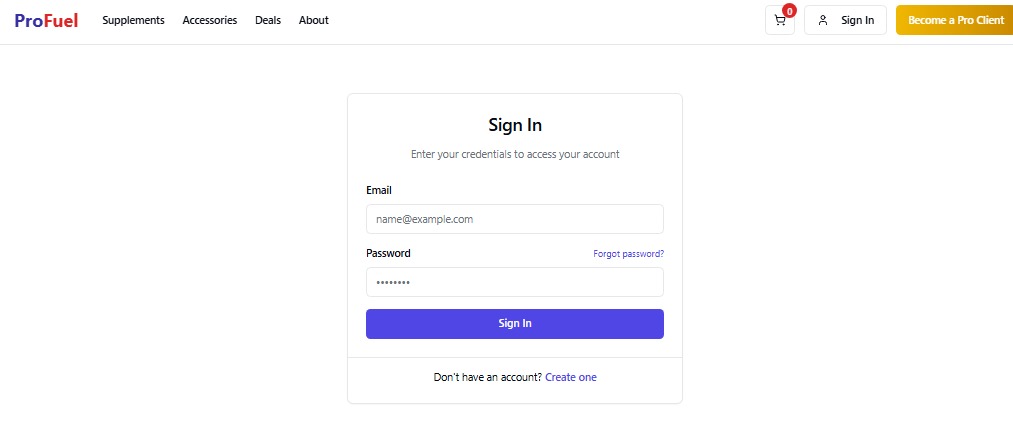 ProFuel Supplements Accessories Deals About 0 Sign In Become a Pro Client
Sign In
Enter your credentials to access your account
Email
name@example.com
Password Forgot password?
••••••••
Sign In
Don't have an account? Create one